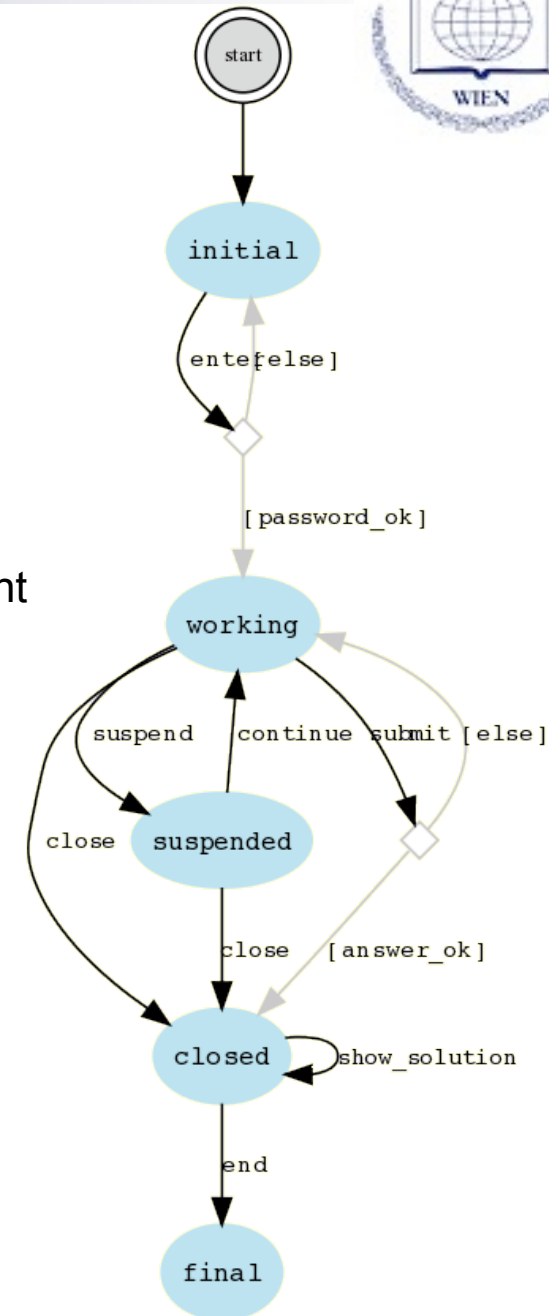 start
WIEN
initial
enter
[else]
[password_ok]
nt
working
suspend
continue
submit
[else]
close
suspended
close
[answer_ok]
closed
show_solution
end
final